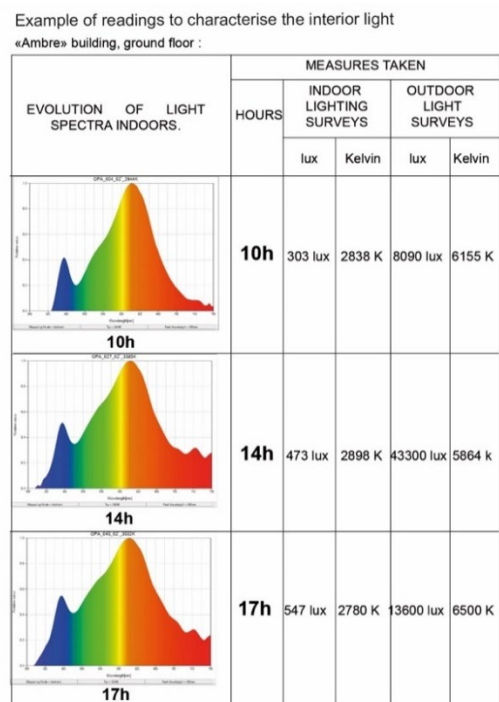 Example of readings to characterise the interior light
«Ambre» building, ground floor :
MEASURES TAKEN
EVOLUTION OF LIGHT
SPECTRA INDOORS.
HOURS
INDOOR
LIGHTING
SURVEYS
OUTDOOR
LIGHT
SURVEYS
lux Kelvin lux Kelvin
10h 303 lux 2838 K 8090 lux 6155 K
10h
14h 473 lux 2898 K 43300 lux 5864 k
14h
17h 547 lux 2780 K 13600 lux 6500 K
17h